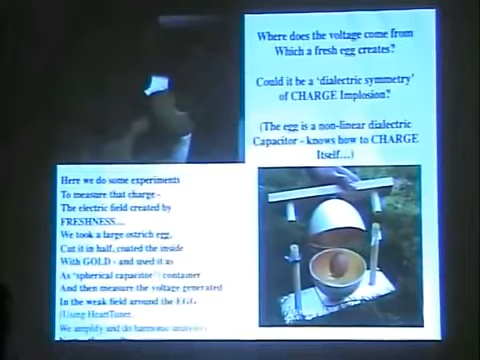 Where does the voltage come from
Which a fresh egg creates?
Could it be a 'dialectric symmetry'
of CHARGE Implosion?
(The egg is a non-linear dialectric
Capacitor - knows how to CHARGE
Itself...)
Here we do some experiments
To measure that charge -
The electric field created by
FRESHNESS....
We took a large ostrich egg,
Cut it in half, coated the inside
With GOLD - and used it as
As 'spherical capacitor' container
And then measure the voltage generated
In the weak field around the EGG
(Using HeartTuner.
We amplify and do harmonic analysis)